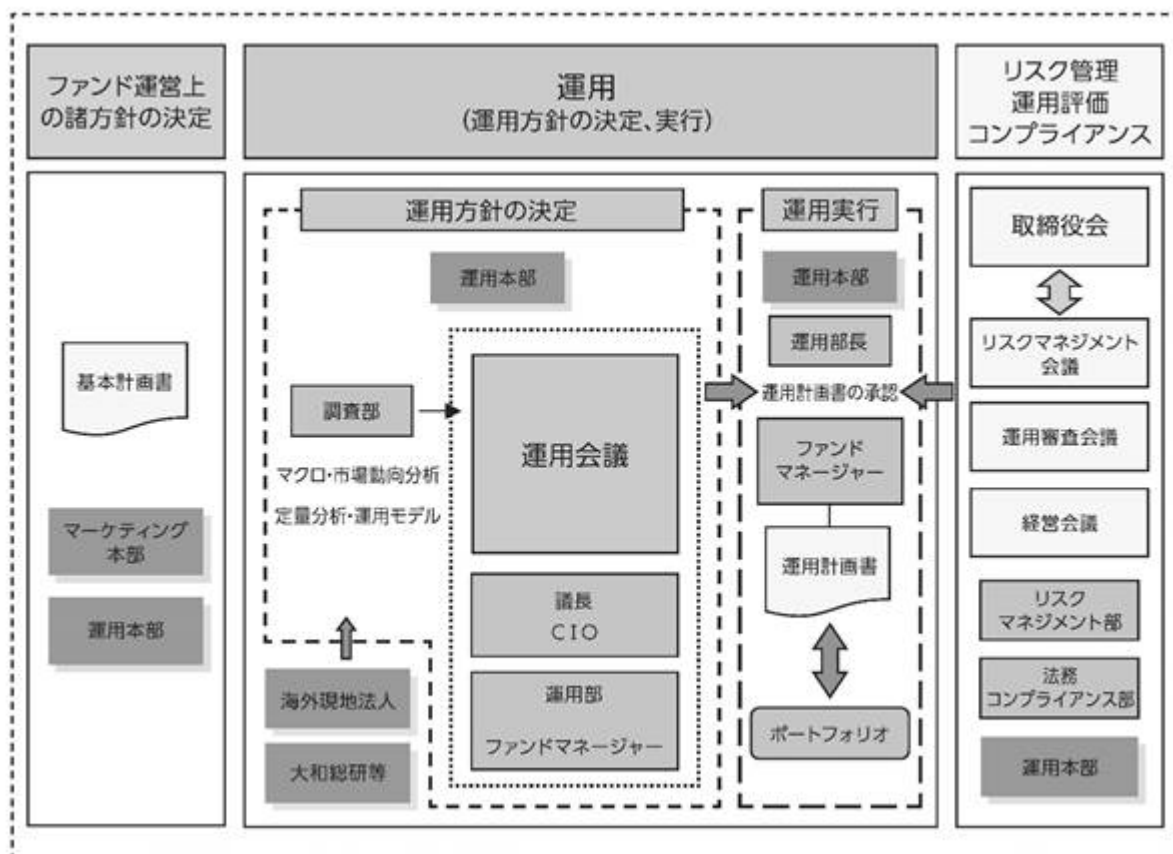 ファンド運営上
の諸方針の決定
運用
(運用方針の決定、実行)
リスク管理
運用評価
コンプライアンス
基本計画書
マーケティング
本部
運用本部
運用方針の決定
運用本部
調査部
マクロ・市場動向分析
定量分析・運用モデル
運用会議
議長
CIO
運用部
ファンドマネージャー
海外現地法人
大和総研等
運用実行
運用本部
運用部長
運用計画書の承認
ファンド
マネージャー
運用計画書
ポートフォリオ
取締役会
リスクマネジメント
会議
運用審査会議
経営会議
リスク
マネジメント部
法務
コンプライアンス部
運用本部